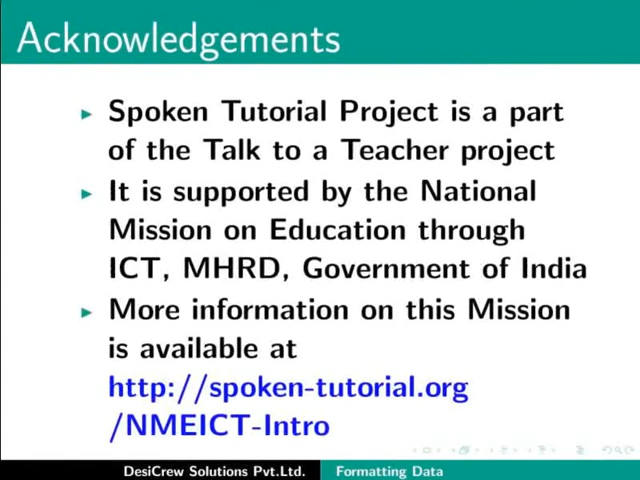 Acknowledgements
Spoken Tutorial Project is a part
of the Talk to a Teacher project
It is supported by the National
Mission on Education through
ICT, MHRD, Government of India
More information on this Mission
is available at
http://spoken-tutorial.org
/NMEICT-Intro
DesiCrew Solutions Pvt.Ltd. Formatting Data